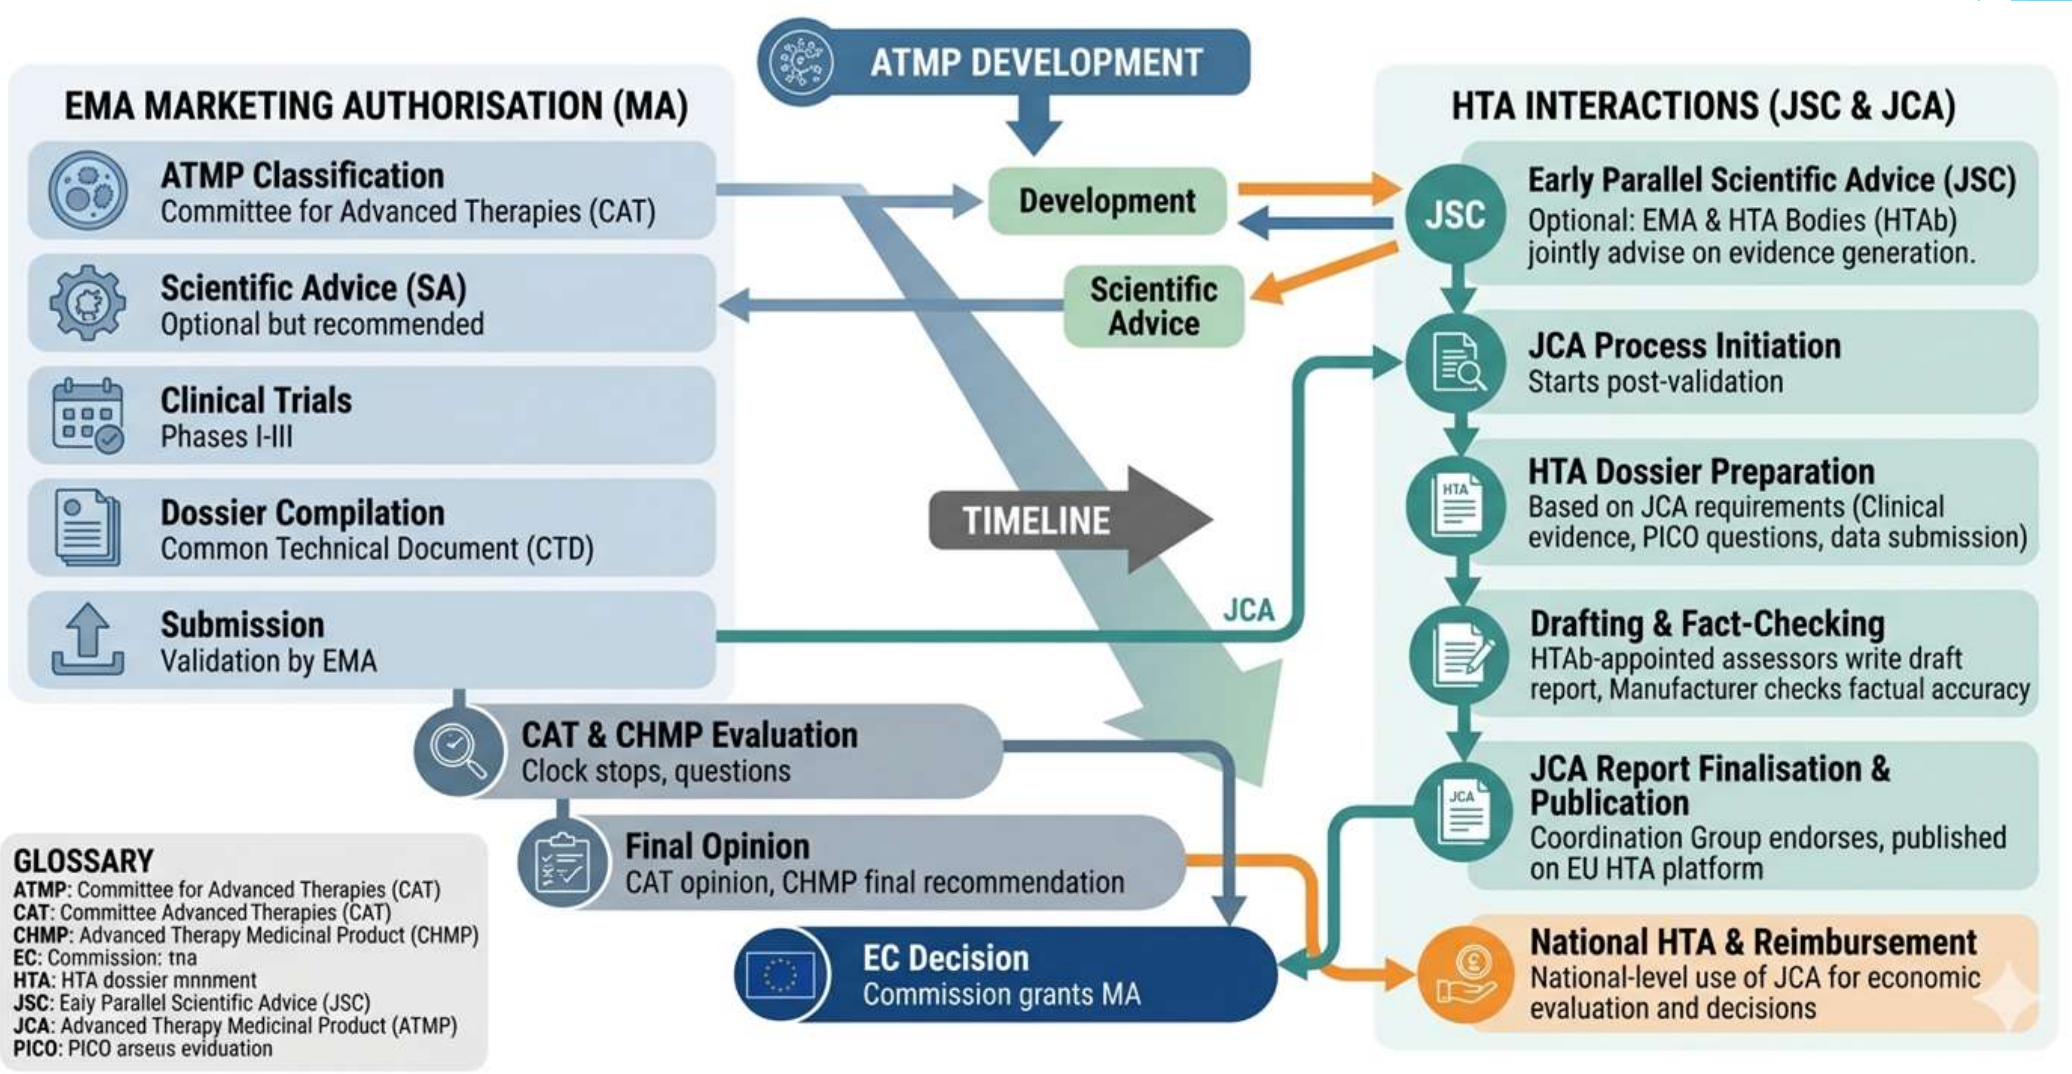 ATMP DEVELOPMENT
EMA MARKETING AUTHORISATION (MA)
ATMP Classification
Committee for Advanced Therapies (CAT)
Scientific Advice (SA)
Optional but recommended
Clinical Trials
Phases I-III
Dossier Compilation
Common Technical Document (CTD)
Submission
Validation by EMA
Development
Scientific
Advice
TIMELINE
JCA
CAT & CHMP Evaluation
Clock stops, questions
Final Opinion
CAT opinion, CHMP final recommendation
EC Decision
Commission grants MA
HTA INTERACTIONS (JSC & JCA)
JSC
Early Parallel Scientific Advice (JSC)
Optional: EMA & HTA Bodies (HTAb)
jointly advise on evidence generation.
JCA Process Initiation
Starts post-validation
HTA
HTA Dossier Preparation
Based on JCA requirements (Clinical
evidence, PICO questions, data submission)
Drafting & Fact-Checking
HTAb-appointed assessors write draft
report, Manufacturer checks factual accuracy
JCA
JCA Report Finalisation &
Publication
Coordination Group endorses, published
on EU HTA platform
National HTA & Reimbursement
National-level use of JCA for economic
evaluation and decisions
GLOSSARY
ATMP: Committee for Advanced Therapies (CAT)
CAT: Committee Advanced Therapies (CAT)
CHMP: Advanced Therapy Medicinal Product (CHMP)
EC: Commission: tna
HTA: HTA dossier mnnment
JSC: Eaiy Parallel Scientific Advice (JSC)
JCA: Advanced Therapy Medicinal Product (ATMP)
PICO: PICO arseus eviduation